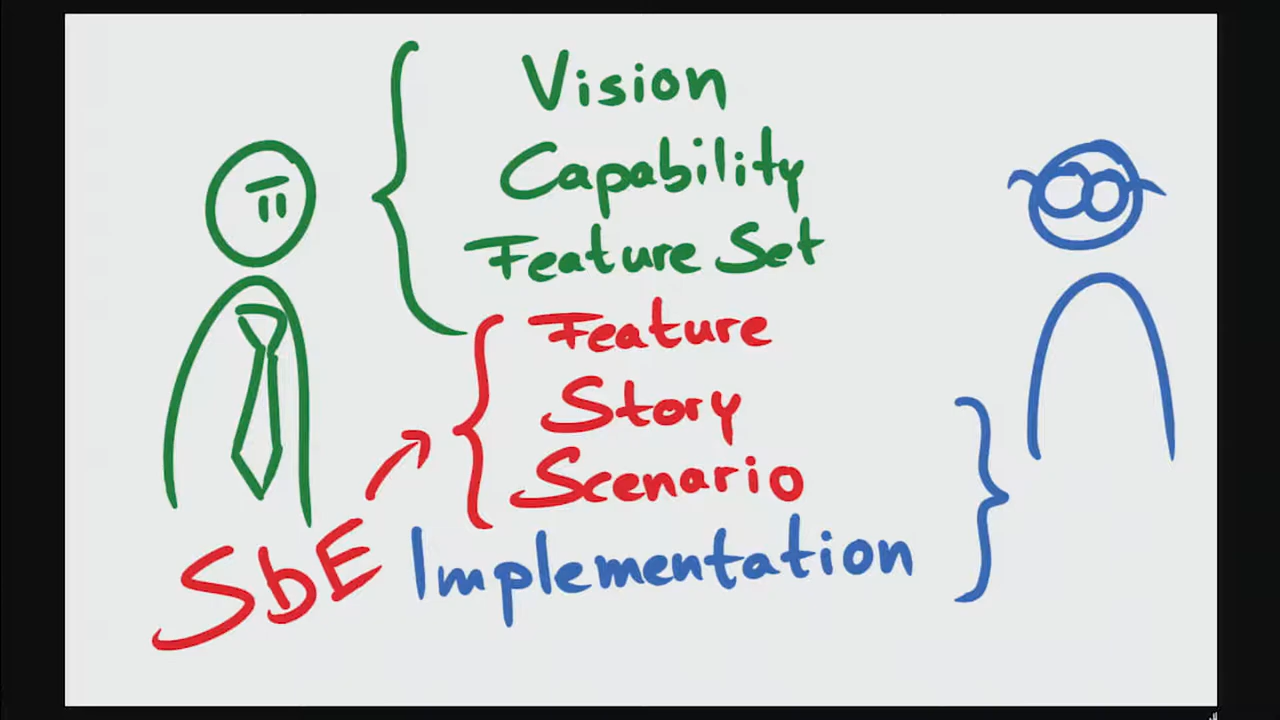 Vision
Capability
Feature Set
Feature
Story
Scenario
SbE
Implementation